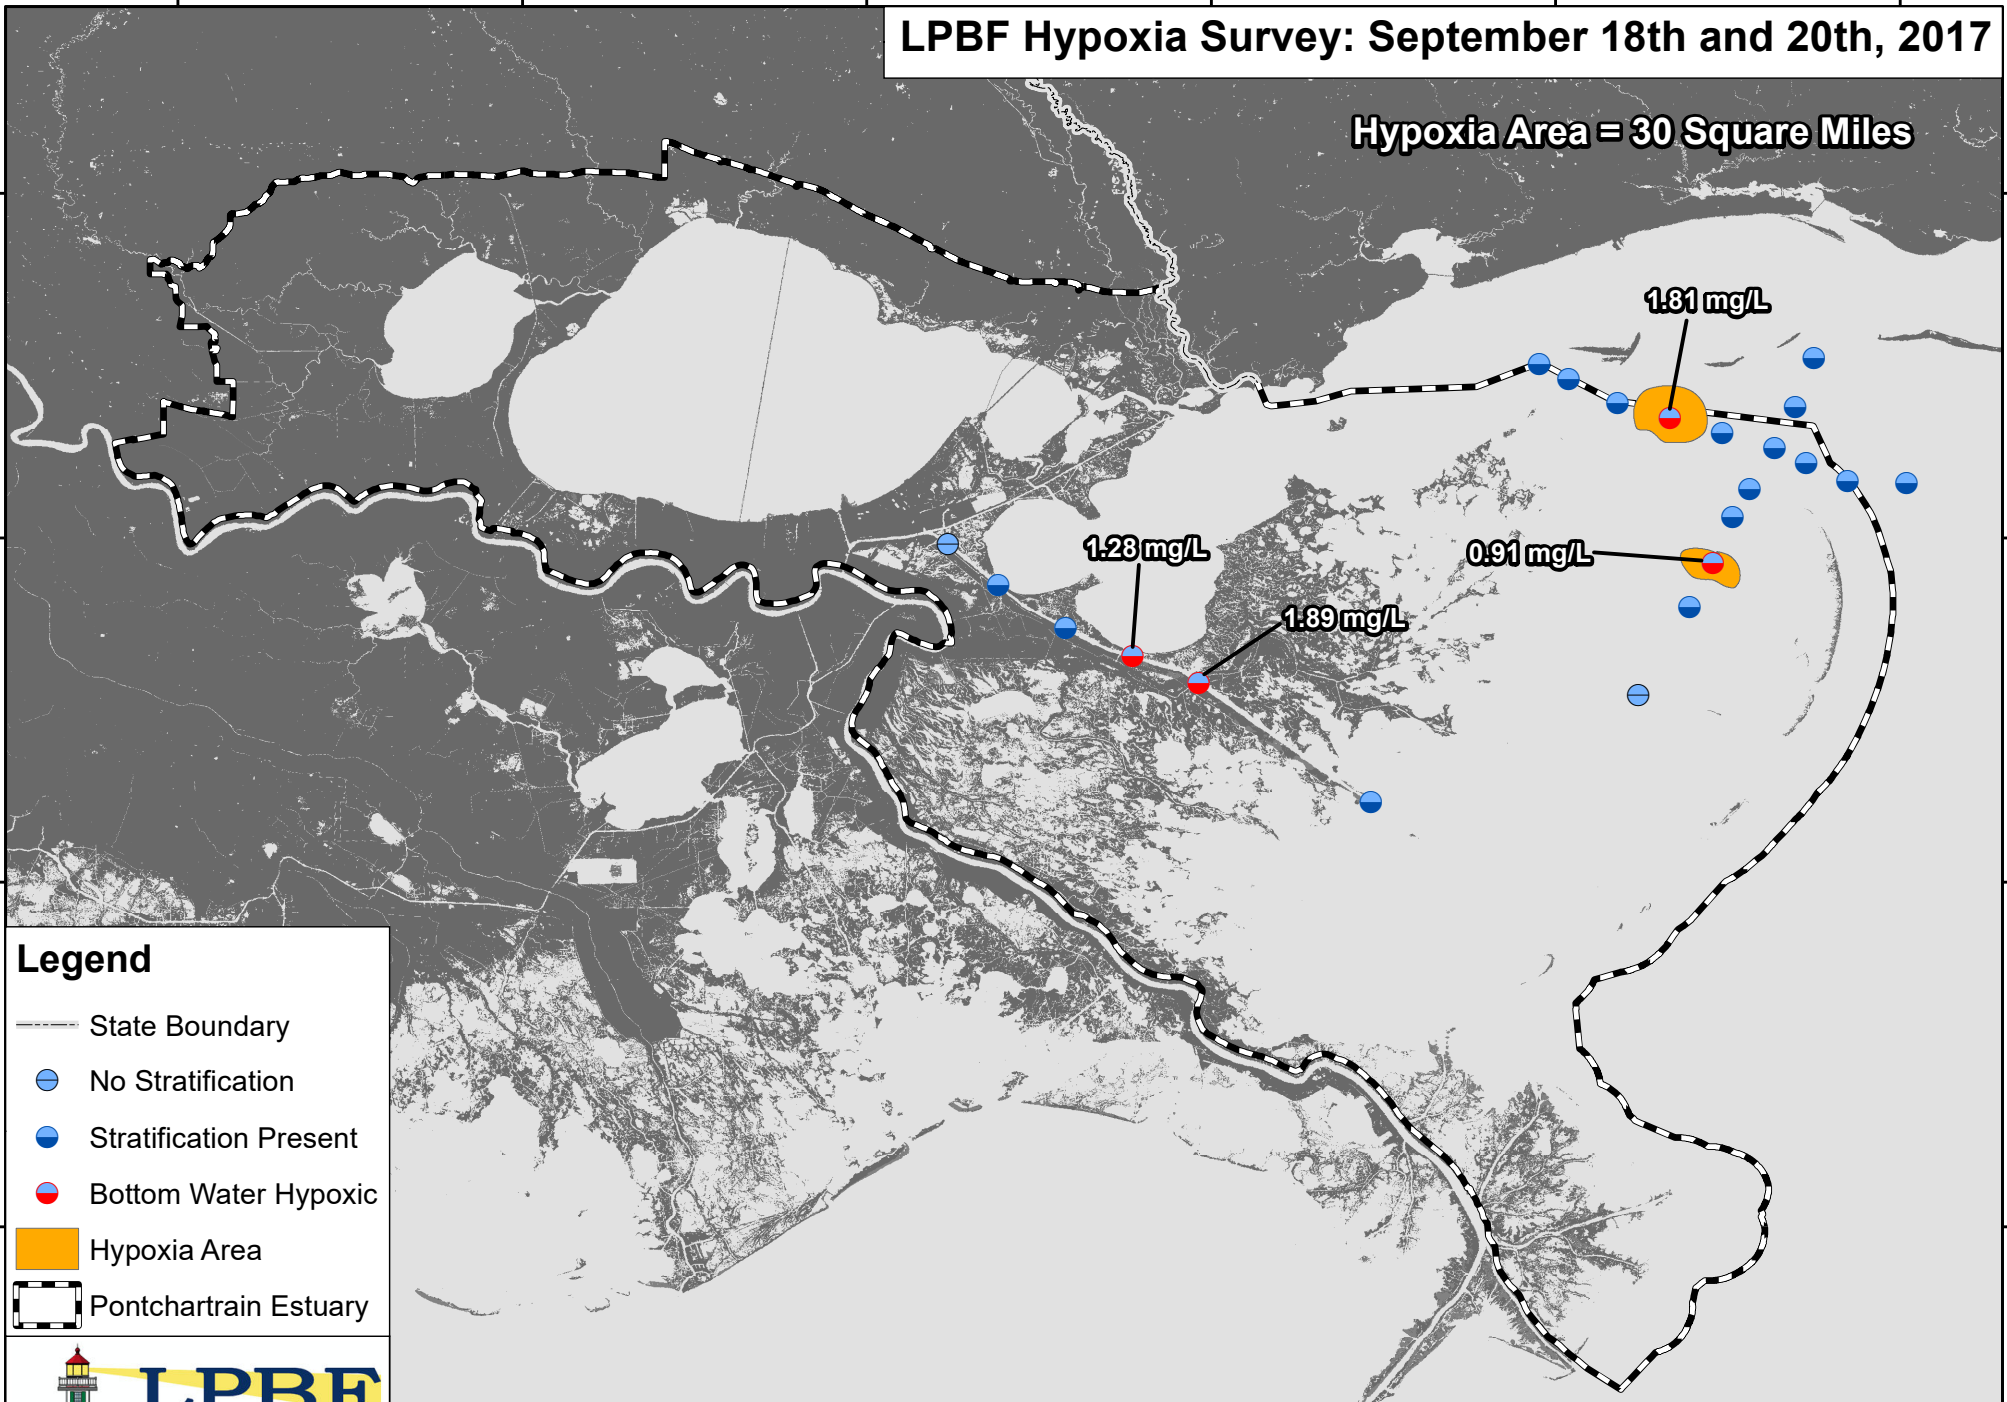 LPBF Hypoxia Survey: September 18th and 20th, 2017
Hypoxia Area = 30 Square Miles
1.81 mg/L
1.28 mg/L
0.91 mg/L
1.89 mg/L
Legend
State Boundary
No Stratification
Stratification Present
Bottom Water Hypoxic
Hypoxia Area
Pontchartrain Estuary
LPBF